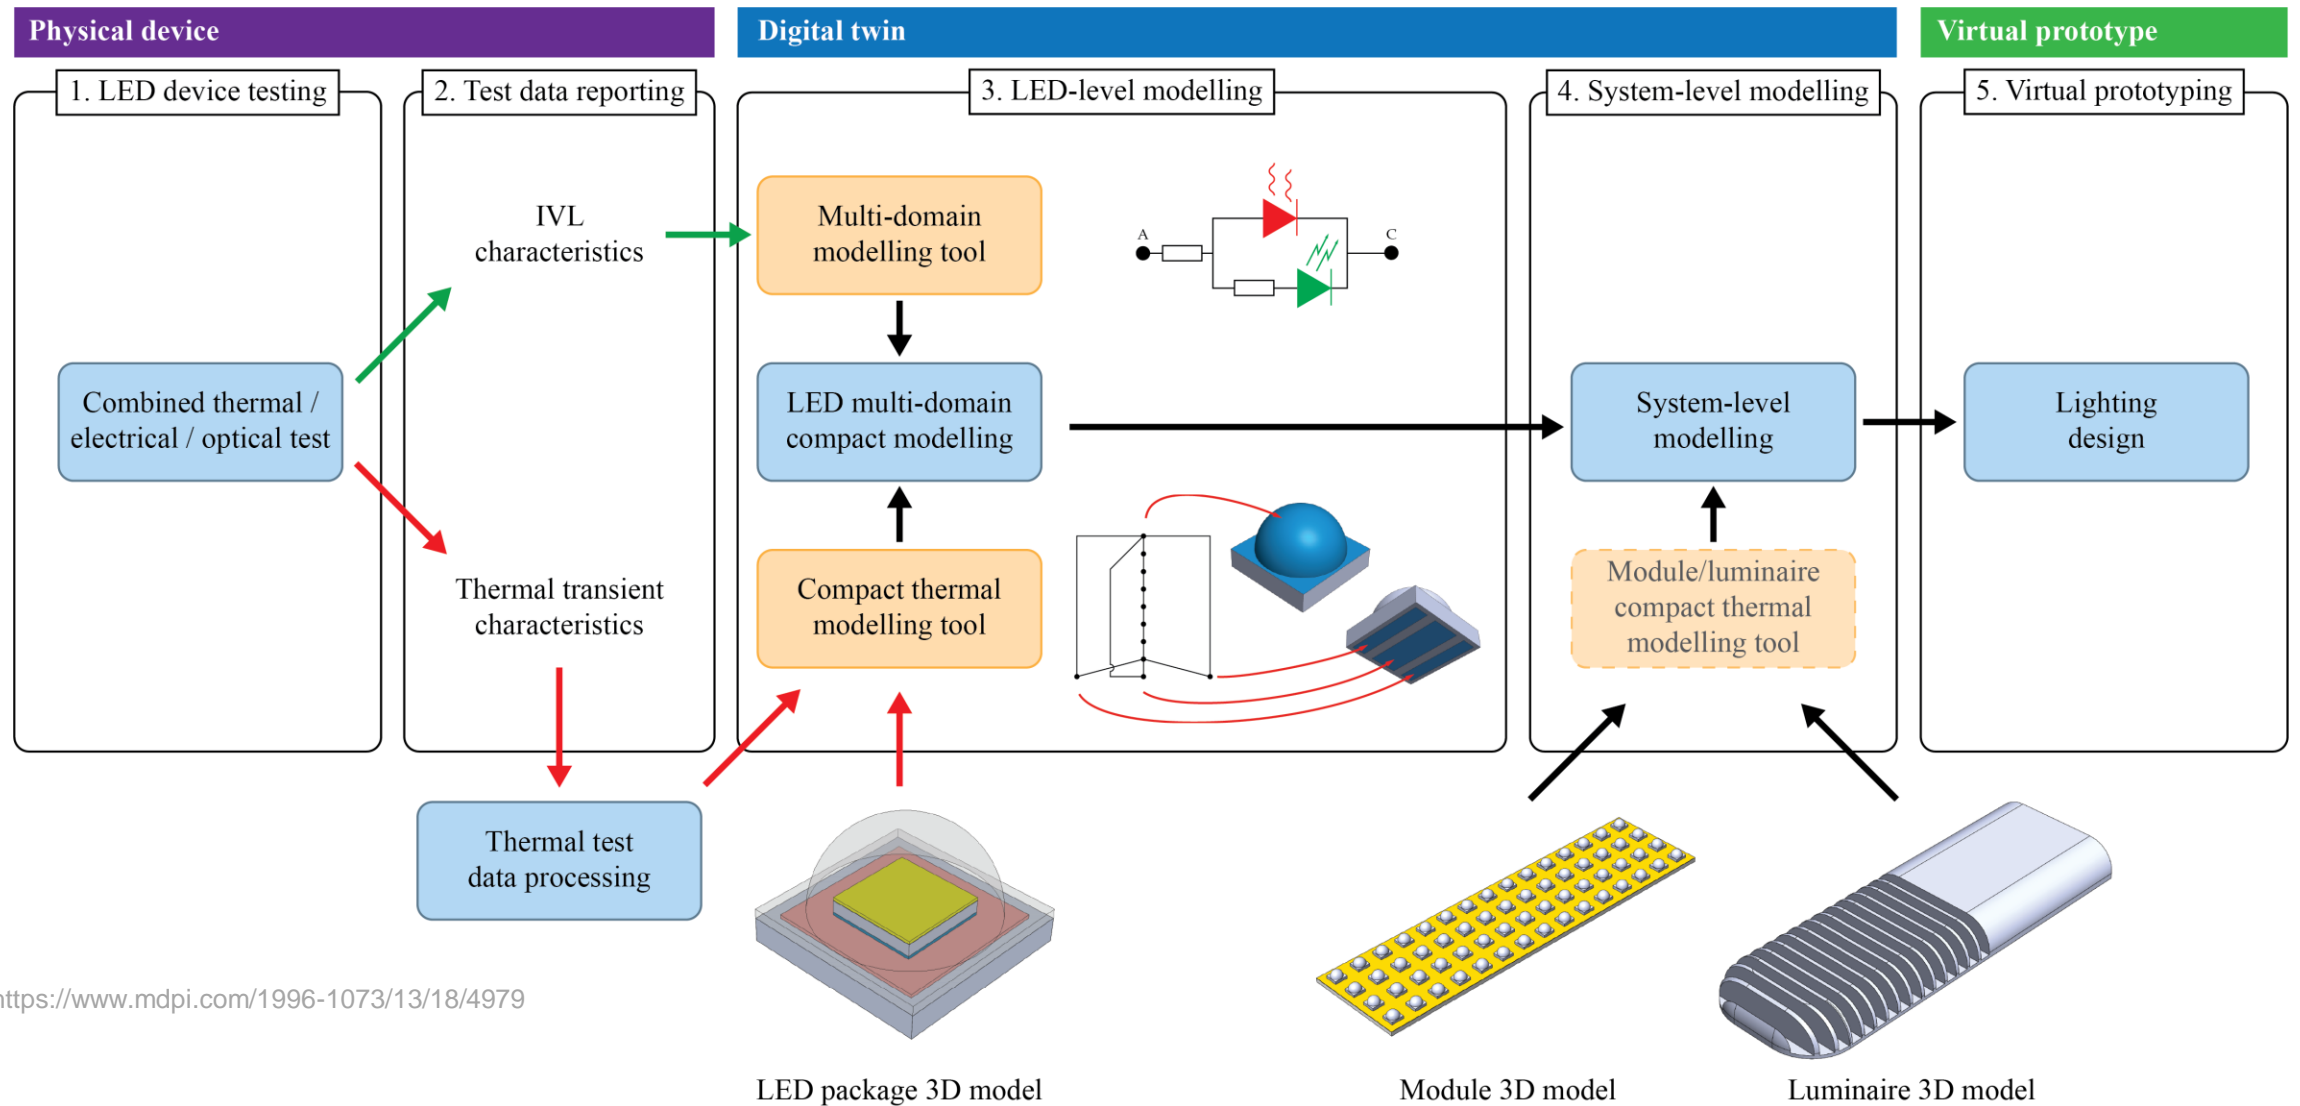 Physical device
Digital twin
Virtual prototype
1. LED device testing
2. Test data reporting
3. LED-level modelling
4. System-level modelling
5. Virtual prototyping
IVL
characteristics
Multi-domain
modelling tool
A
C
Combined thermal /
electrical / optical test
LED multi-domain
compact modelling
System-level
modelling
Lighting
design
Thermal transient
characteristics
Compact thermal
modelling tool
Module/luminaire
compact thermal
modelling tool
Thermal test
data processing
https://www.mdpi.com/1996-1073/13/18/4979
LED package 3D model
Module 3D model
Luminaire 3D model